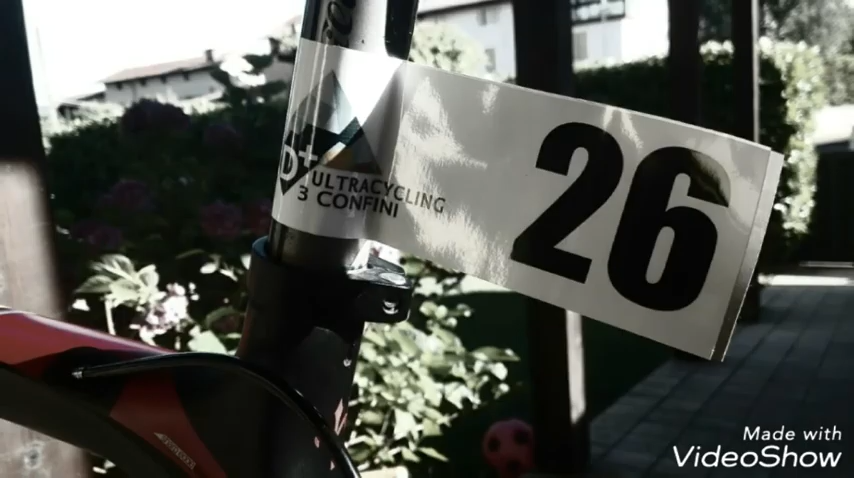 D+
ULTRACYCLING
3 CONFINI
26
Made with
VideoShow